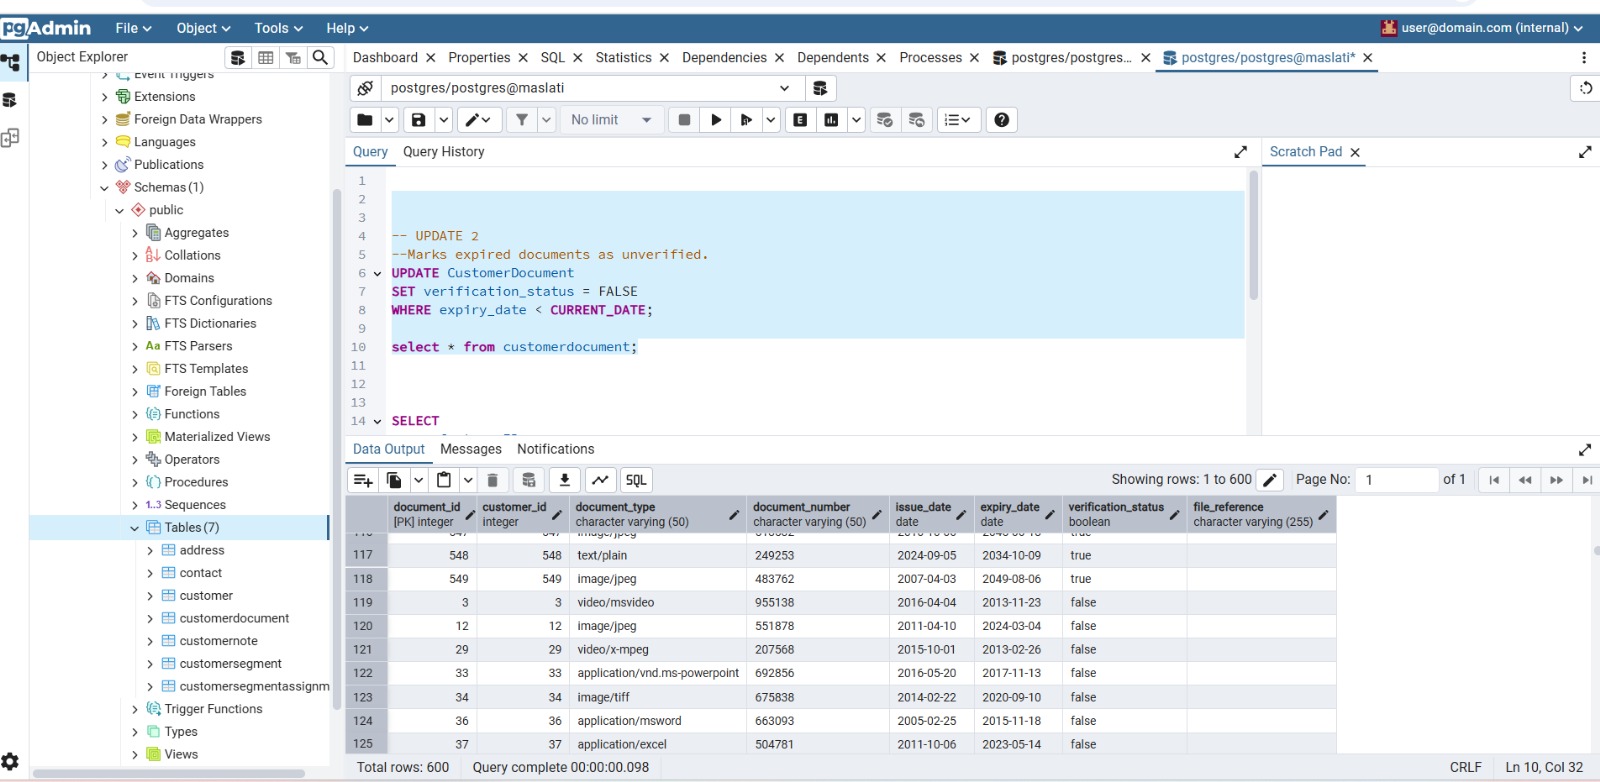 pgAdmin File Object Tools Help user@domain.com (internal)
Object Explorer
Dashboard Properties SQL Statistics Dependencies Dependents Processes postgres/postgres... postgres/postgres@maslati*
postgres/postgres@maslati
No limit
E
Query Query History
Scratch Pad
Event Triggers
Extensions
Foreign Data Wrappers
Languages
Publications
Schemas (1)
public
Aggregates
Collations
Domains
FTS Configurations
FTS Dictionaries
Aa FTS Parsers
FTS Templates
Foreign Tables
Functions
Materialized Views
Operators
Procedures
1..3 Sequences
Tables (7)
address
contact
customer
customerdocument
customernote
customersegment
customersegmentassignm
Trigger Functions
Types
Views
1
2
3
4 -- UPDATE 2
5 --Marks expired documents as unverified.
6 UPDATE CustomerDocument
7 SET verification_status = FALSE
8 WHERE expiry_date < CURRENT_DATE;
9
10 select * from customerdocument;
11
12
13
14 SELECT
Data Output Messages Notifications
SQL Showing rows: 1 to 600 Page No: 1 of 1
document_id customer_id document_type document_number issue_date expiry_date verification_status file_reference
[PK] integer integer character varying (50) character varying (50) date date boolean character varying (255)
117 548 548 text/plain 249253 2024-09-05 2034-10-09 true
118 549 549 image/jpeg 483762 2007-04-03 2049-08-06 true
119 3 3 video/msvideo 955138 2016-04-04 2013-11-23 false
120 12 12 image/jpeg 551878 2011-04-10 2024-03-04 false
121 29 29 video/x-mpeg 207568 2015-10-01 2013-02-26 false
122 33 33 application/vnd.ms-powerpoint 692856 2016-05-20 2017-11-13 false
123 34 34 image/tiff 675838 2014-02-22 2020-09-10 false
124 36 36 application/msword 663093 2005-02-25 2015-11-18 false
125 37 37 application/excel 504781 2011-10-06 2023-05-14 false
Total rows: 600 Query complete 00:00:00.098 CRLF Ln 10, Col 32